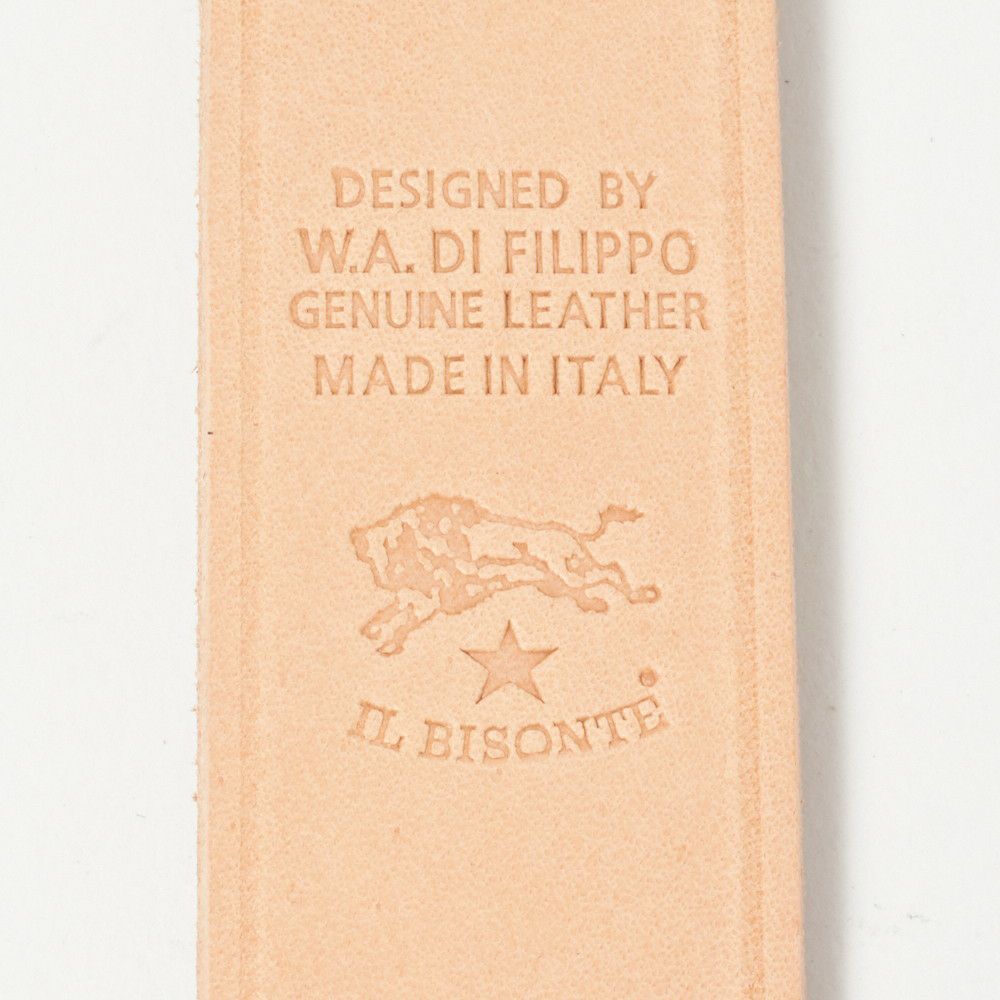 DESIGNED BY
W.A. DI FILIPPO
GENUINE LEATHER
MADE IN ITALY
IL BISONTE